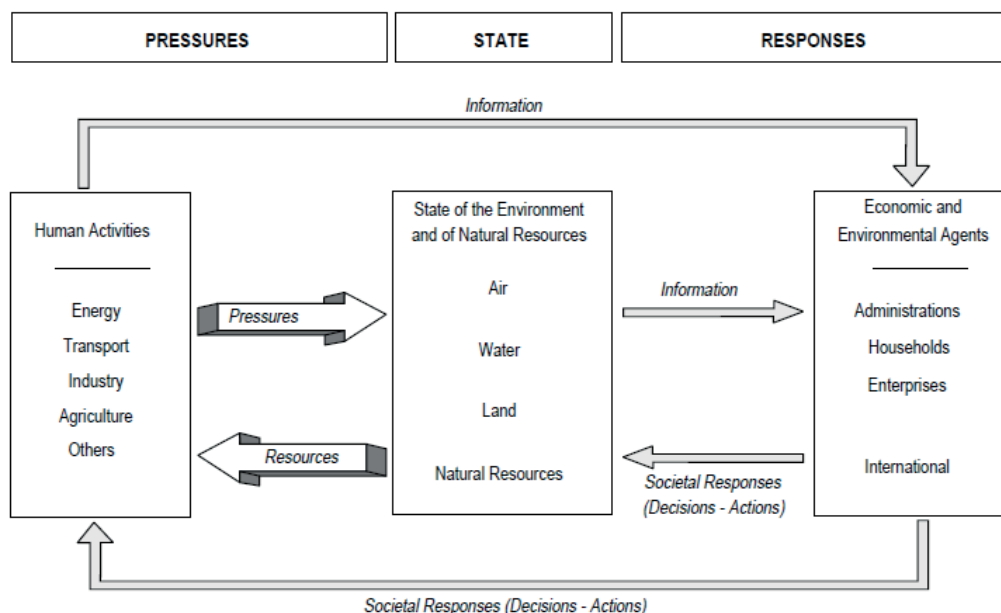 PRESSURES
STATE
RESPONSES
Information
Human Activities
Energy
Transport
Industry
Agriculture
Others
Pressures
Resources
State of the Environment
and of Natural Resources
Air
Water
Land
Natural Resources
Information
Societal Responses
(Decisions - Actions)
Economic and
Environmental Agents
Administrations
Households
Enterprises
International
Societal Responses (Decisions - Actions)